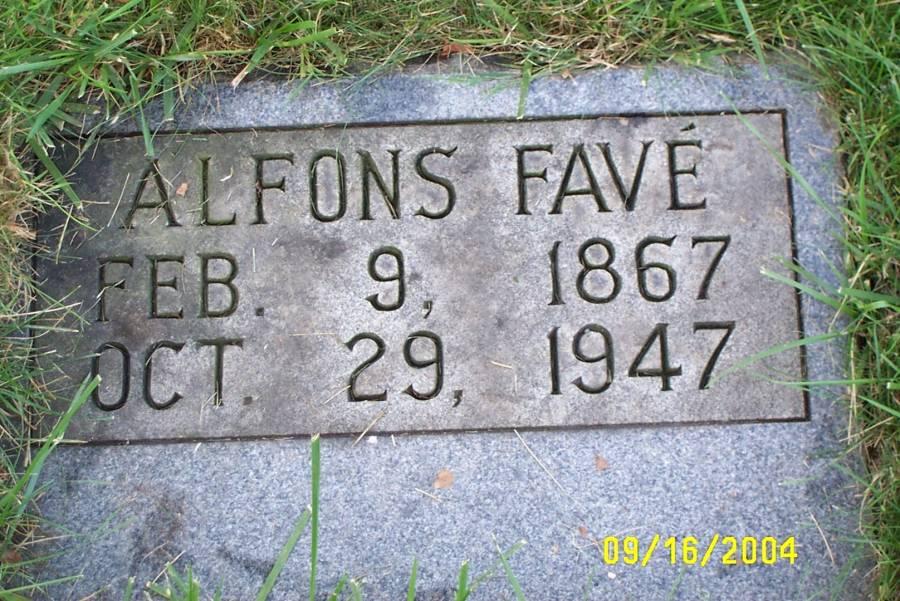 ALFONS FAVÉ
FEB. 9, 1867
OCT. 29, 1947
09/16/2004